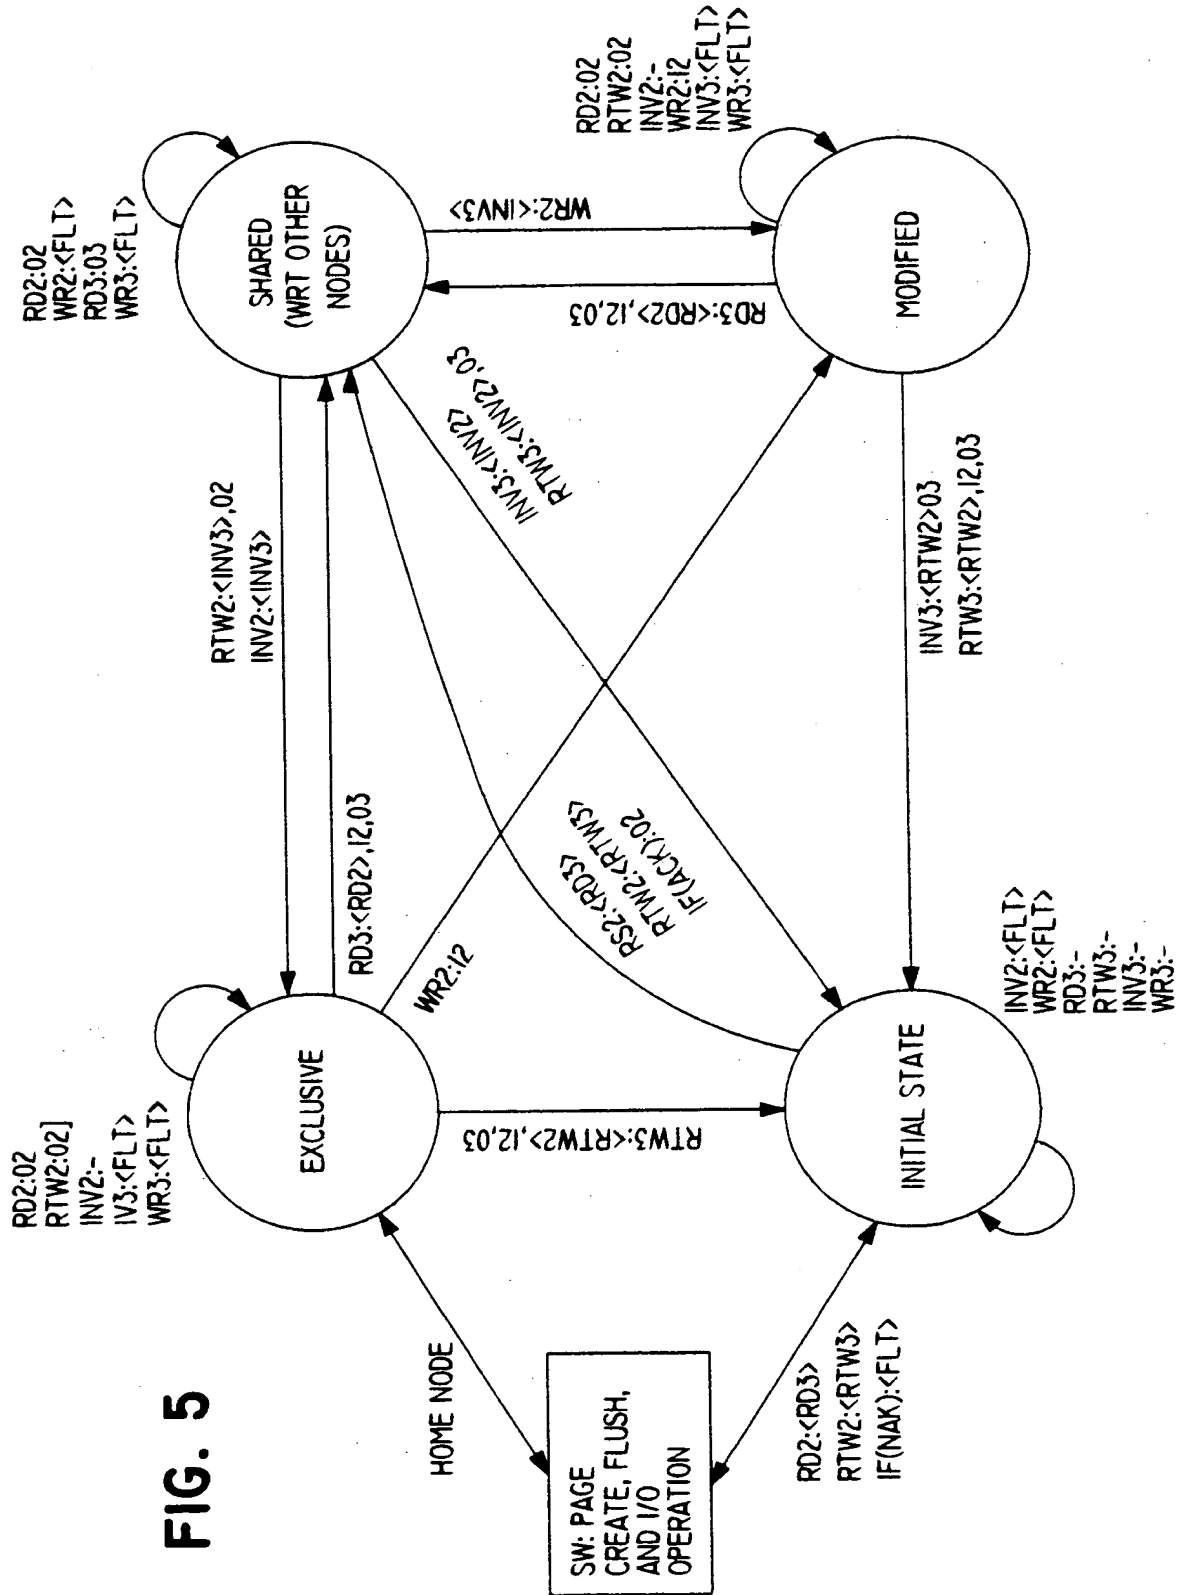 FIG. 5
SW: PAGE
CREATE, FLUSH,
AND I/O
OPERATION
HOME NODE
RD2:<RD3>
RTW2:<RTW3>
IF(NAK):<FLT>
RD2:02
RTW2:02]
INV2:-
IV3:<FLT>
WR3:<FLT>
EXCLUSIVE
RTW3:<RTW2>,I2,03
INITIAL STATE
INV2:<FLT>
WR2:<FLT>
RD3:-
RTW3:-
INV3:-
WR3:-
WR2:I2
RD3:<RD2>,I2,03
RS2:<RD3>
RTW2:<RTW3>
IF(ACK):02
RTW2:<INV3>,02
INV2:<INV3>
INV3:<INV2>
RTW3:<INV2>,03
INV3:<RTW2>03
RTW3:<RTW2>,I2,03
RD2:02
WR2:<FLT>
RD3:03
WR3:<FLT>
SHARED
(WRT OTHER
NODES)
RD3:<RD2>,I2,03
WR2:<INV3>
MODIFIED
RD2:02
RTW2:02
INV2:-
WR2:I2
INV3:<FLT>
WR3:<FLT>